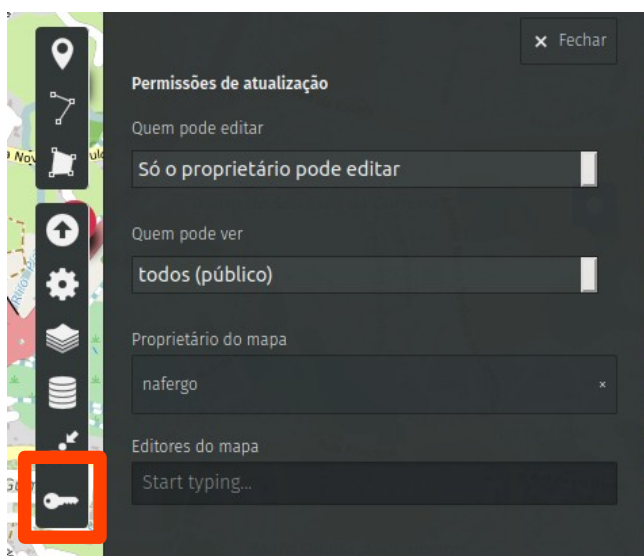 × Fechar
Permissões de atualização
Quem pode editar
Só o proprietário pode editar
Quem pode ver
todos (público)
Proprietário do mapa
nafergo ×
Editores do mapa
Start typing...